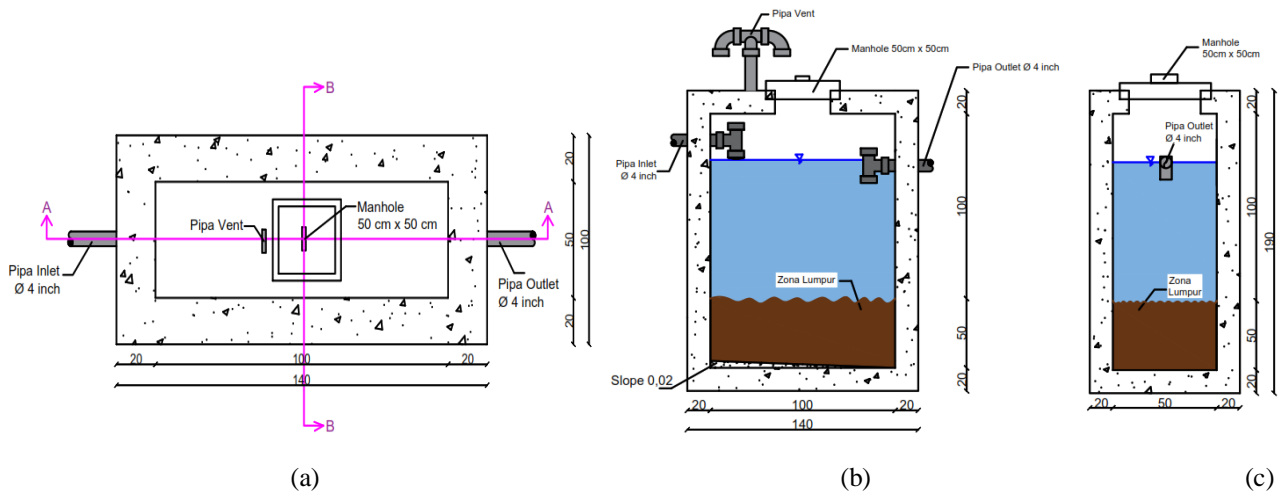 B
A
A
Pipa Vent
Manhole
50 cm x 50 cm
Pipa Inlet
Ø 4 inch
Pipa Outlet
Ø 4 inch
20
50
20
100
20
100
20
140
B
(a)
Pipa Vent
Manhole 50cm x 50cm
Pipa Outlet Ø 4 inch
Pipa Inlet
Ø 4 inch
Zona Lumpur
Slope 0,02
20
100
50
20
20
100
20
140
(b)
Manhole
50cm x 50cm
Pipa Outlet
Ø 4 inch
Zona
Lumpur
20
100
50
20
190
20
50
20
(c)